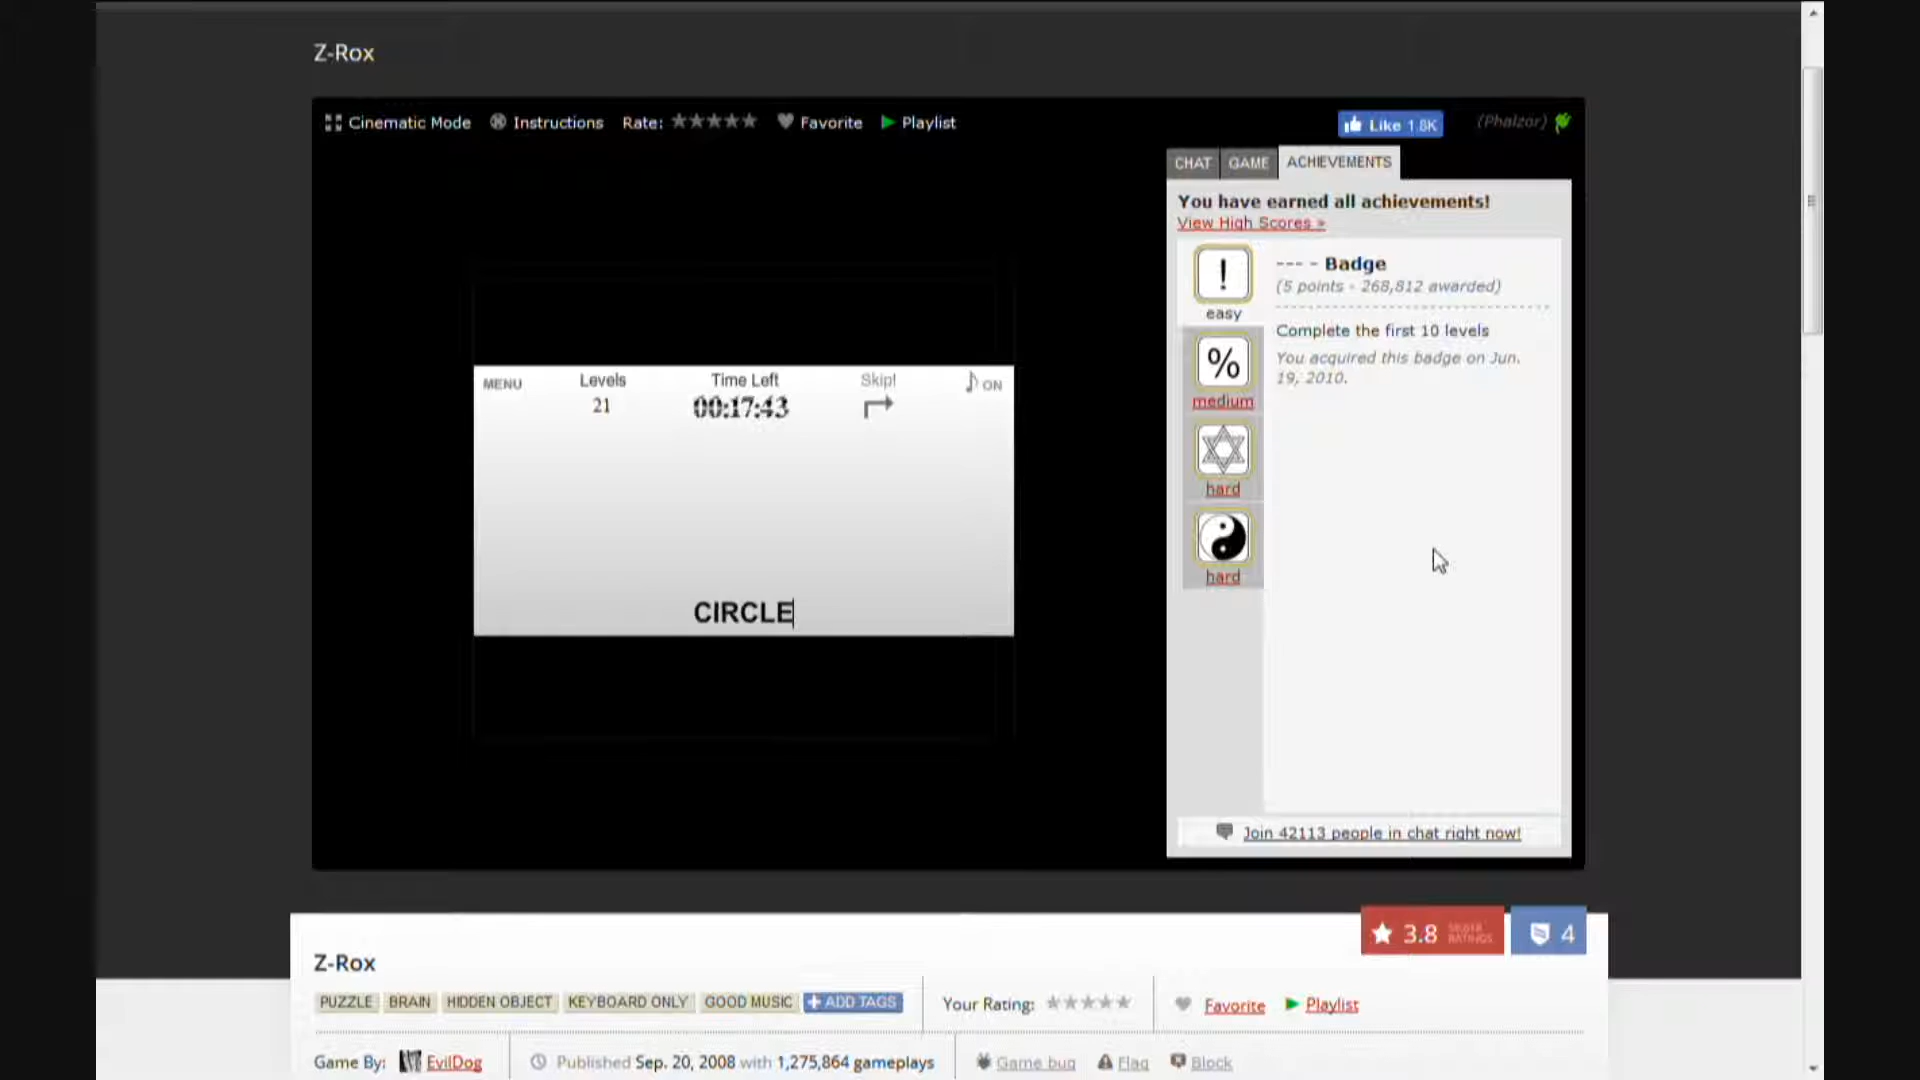 Z-Rox
Cinematic Mode Instructions Rate: Favorite Playlist
Like 1.8K (Phalzor)
CHAT GAME ACHIEVEMENTS
You have earned all achievements!
View High Scores »
! --- - Badge
(5 points - 268,812 awarded)
easy
Complete the first 10 levels
You acquired this badge on Jun.
19, 2010.
%
medium
hard
hard
MENU Levels Time Left Skip! ON
21 00:17:43
CIRCLE
Join 42113 people in chat right now!
3.8 4
Z-Rox
PUZZLE BRAIN HIDDEN OBJECT KEYBOARD ONLY GOOD MUSIC + ADD TAGS
Your Rating: Favorite Playlist
Game By: EvilDog Published Sep. 20, 2008 with 1,275,864 gameplays Game bug Flag Block